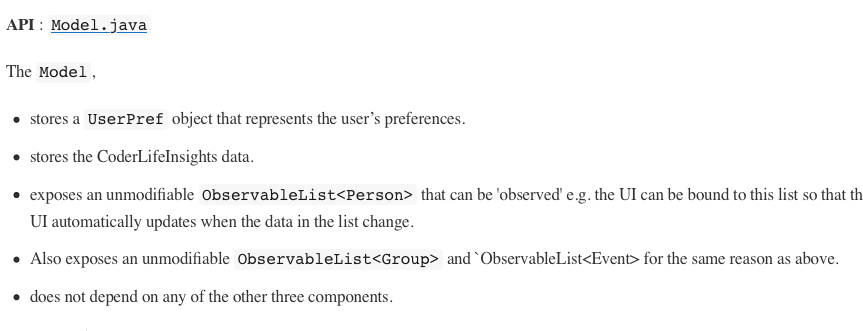 API : Model.java
The Model ,
• stores a UserPref object that represents the user’s preferences.
• stores the CoderLifeInsights data.
• exposes an unmodifiable ObservableList<Person> that can be 'observed' e.g. the UI can be bound to this list so that
UI automatically updates when the data in the list change.
• Also exposes an unmodifiable ObservableList<Group> and `ObservableList<Event> for the same reason as above.
• does not depend on any of the other three components.